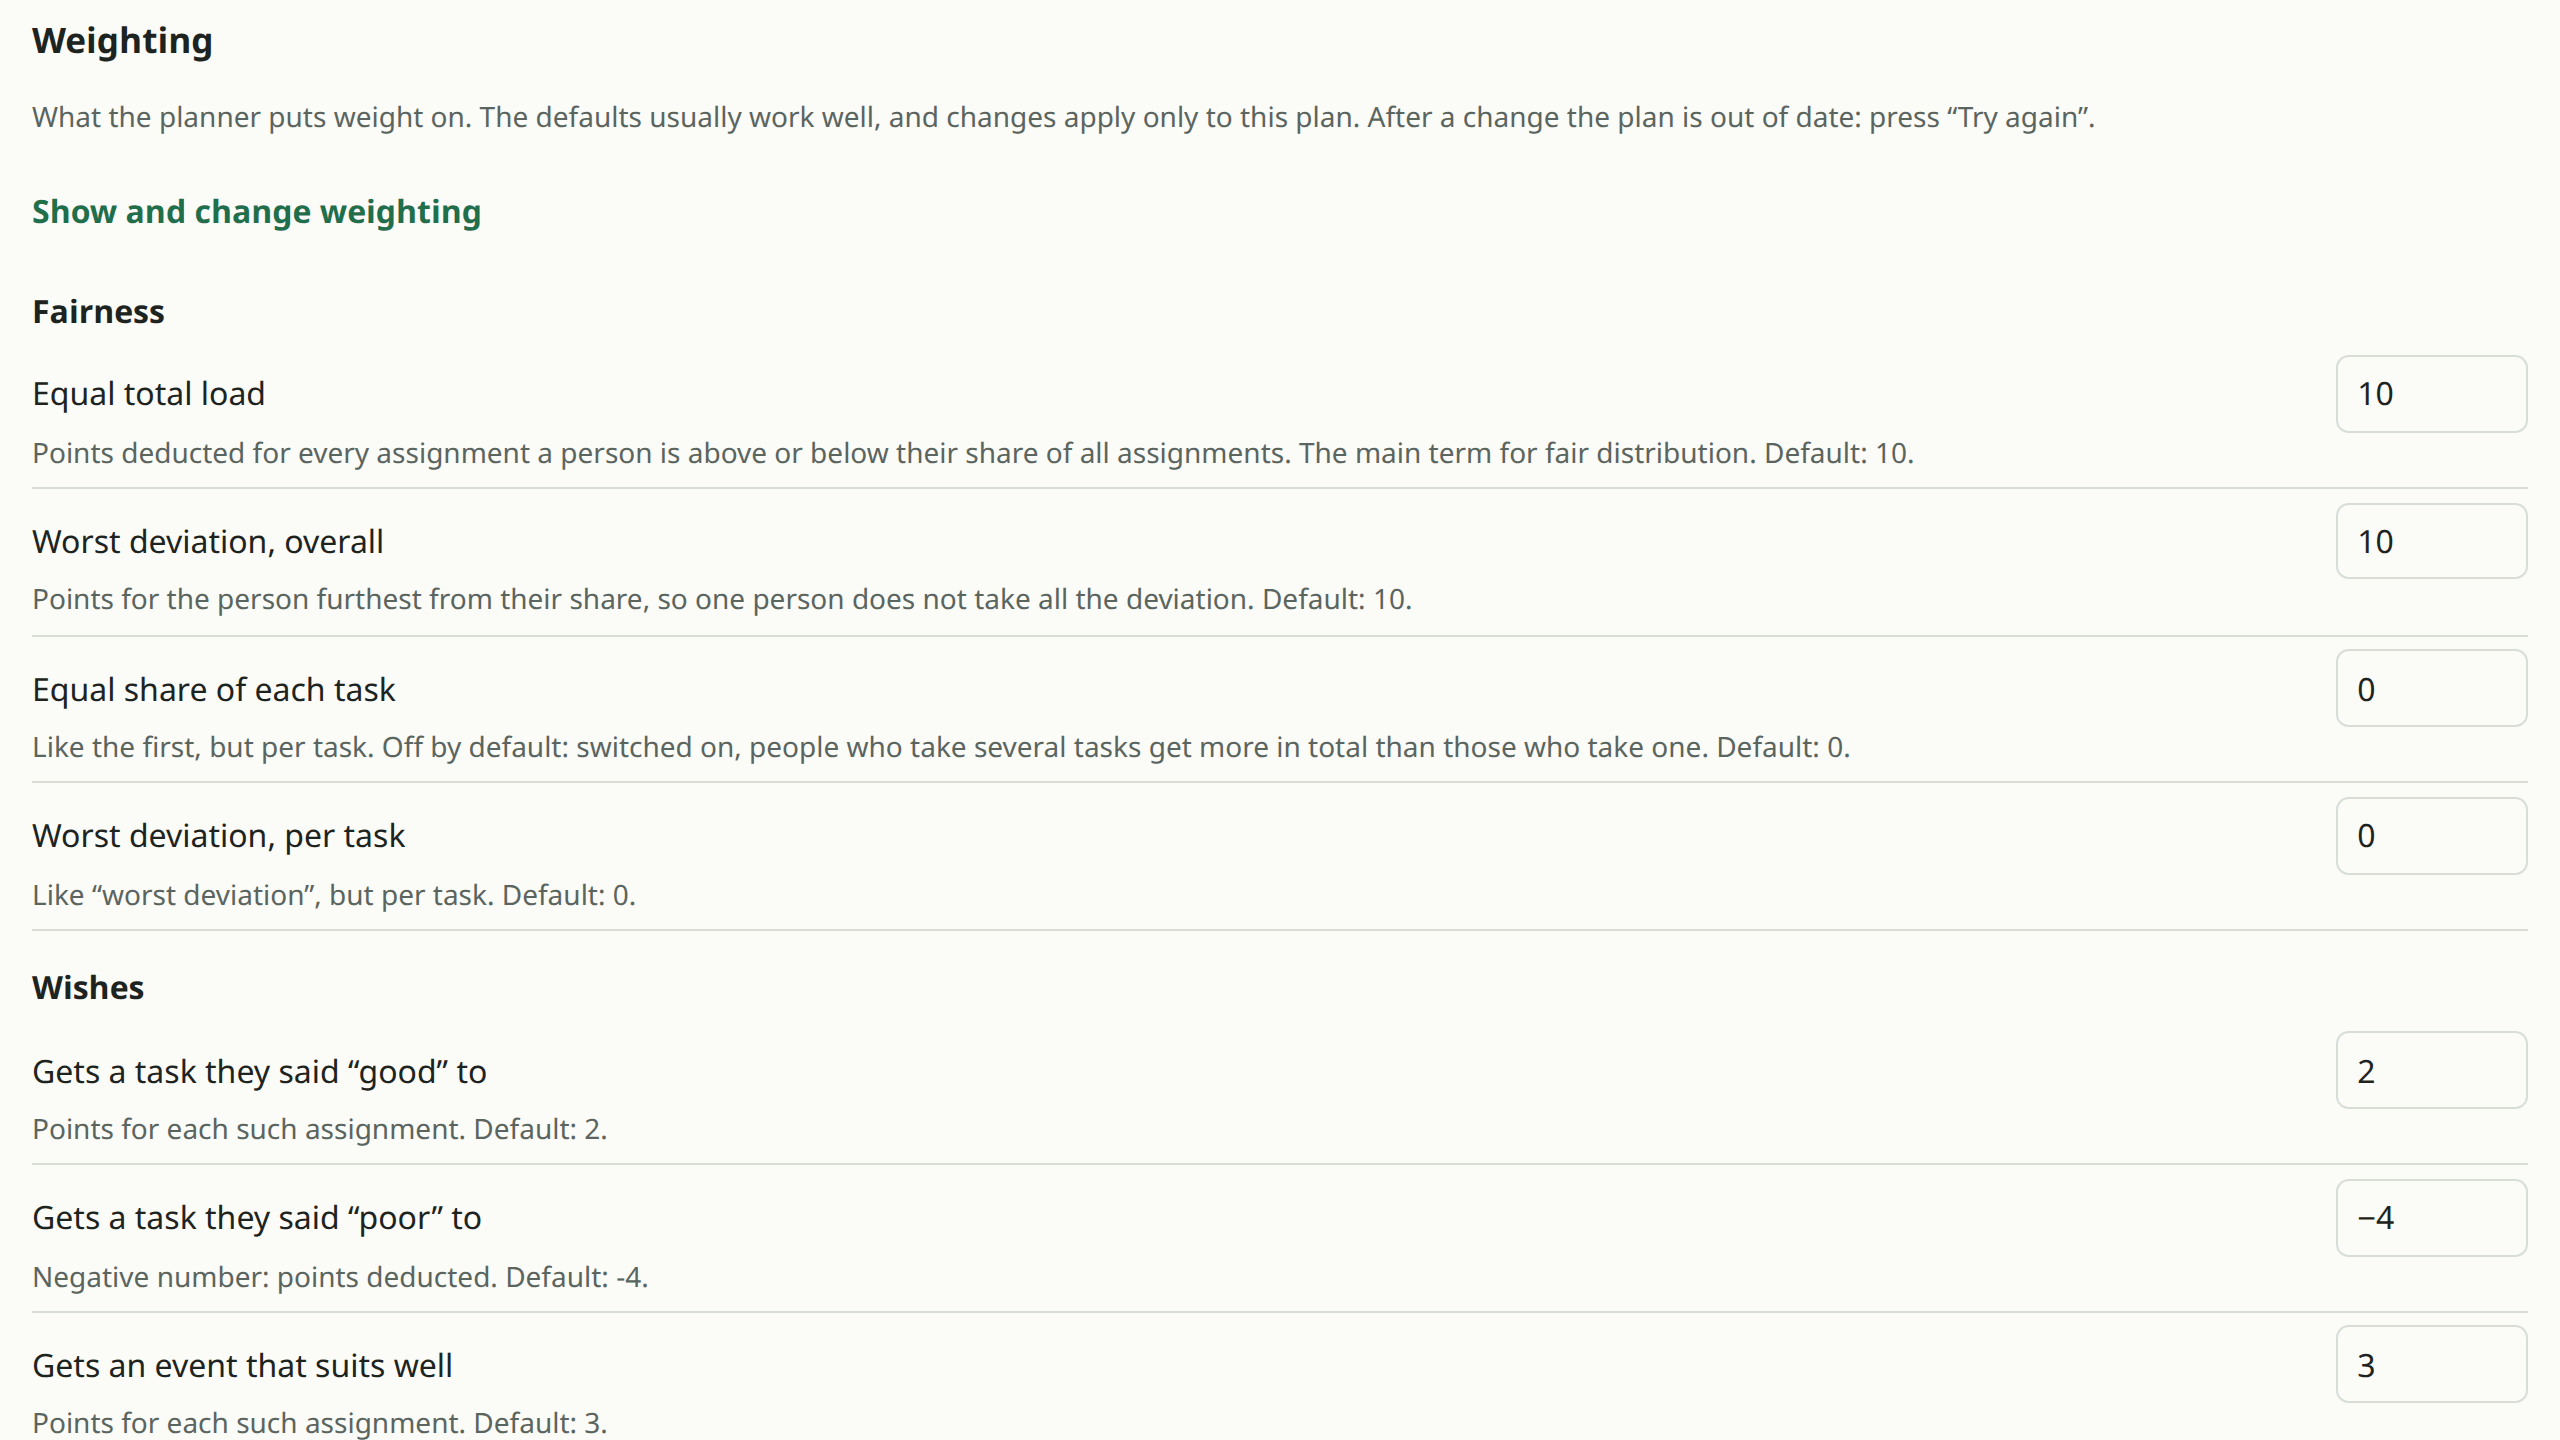 Weighting
What the planner puts weight on. The defaults usually work well, and changes apply only to this plan. After a change the plan is out of date: press “Try again”.
Show and change weighting
Fairness
Equal total load
10
Points deducted for every assignment a person is above or below their share of all assignments. The main term for fair distribution. Default: 10.
Worst deviation, overall
10
Points for the person furthest from their share, so one person does not take all the deviation. Default: 10.
Equal share of each task
0
Like the first, but per task. Off by default: switched on, people who take several tasks get more in total than those who take one. Default: 0.
Worst deviation, per task
0
Like “worst deviation”, but per task. Default: 0.
Wishes
Gets a task they said “good” to
2
Points for each such assignment. Default: 2.
Gets a task they said “poor” to
−4
Negative number: points deducted. Default: -4.
Gets an event that suits well
3
Points for each such assignment. Default: 3.